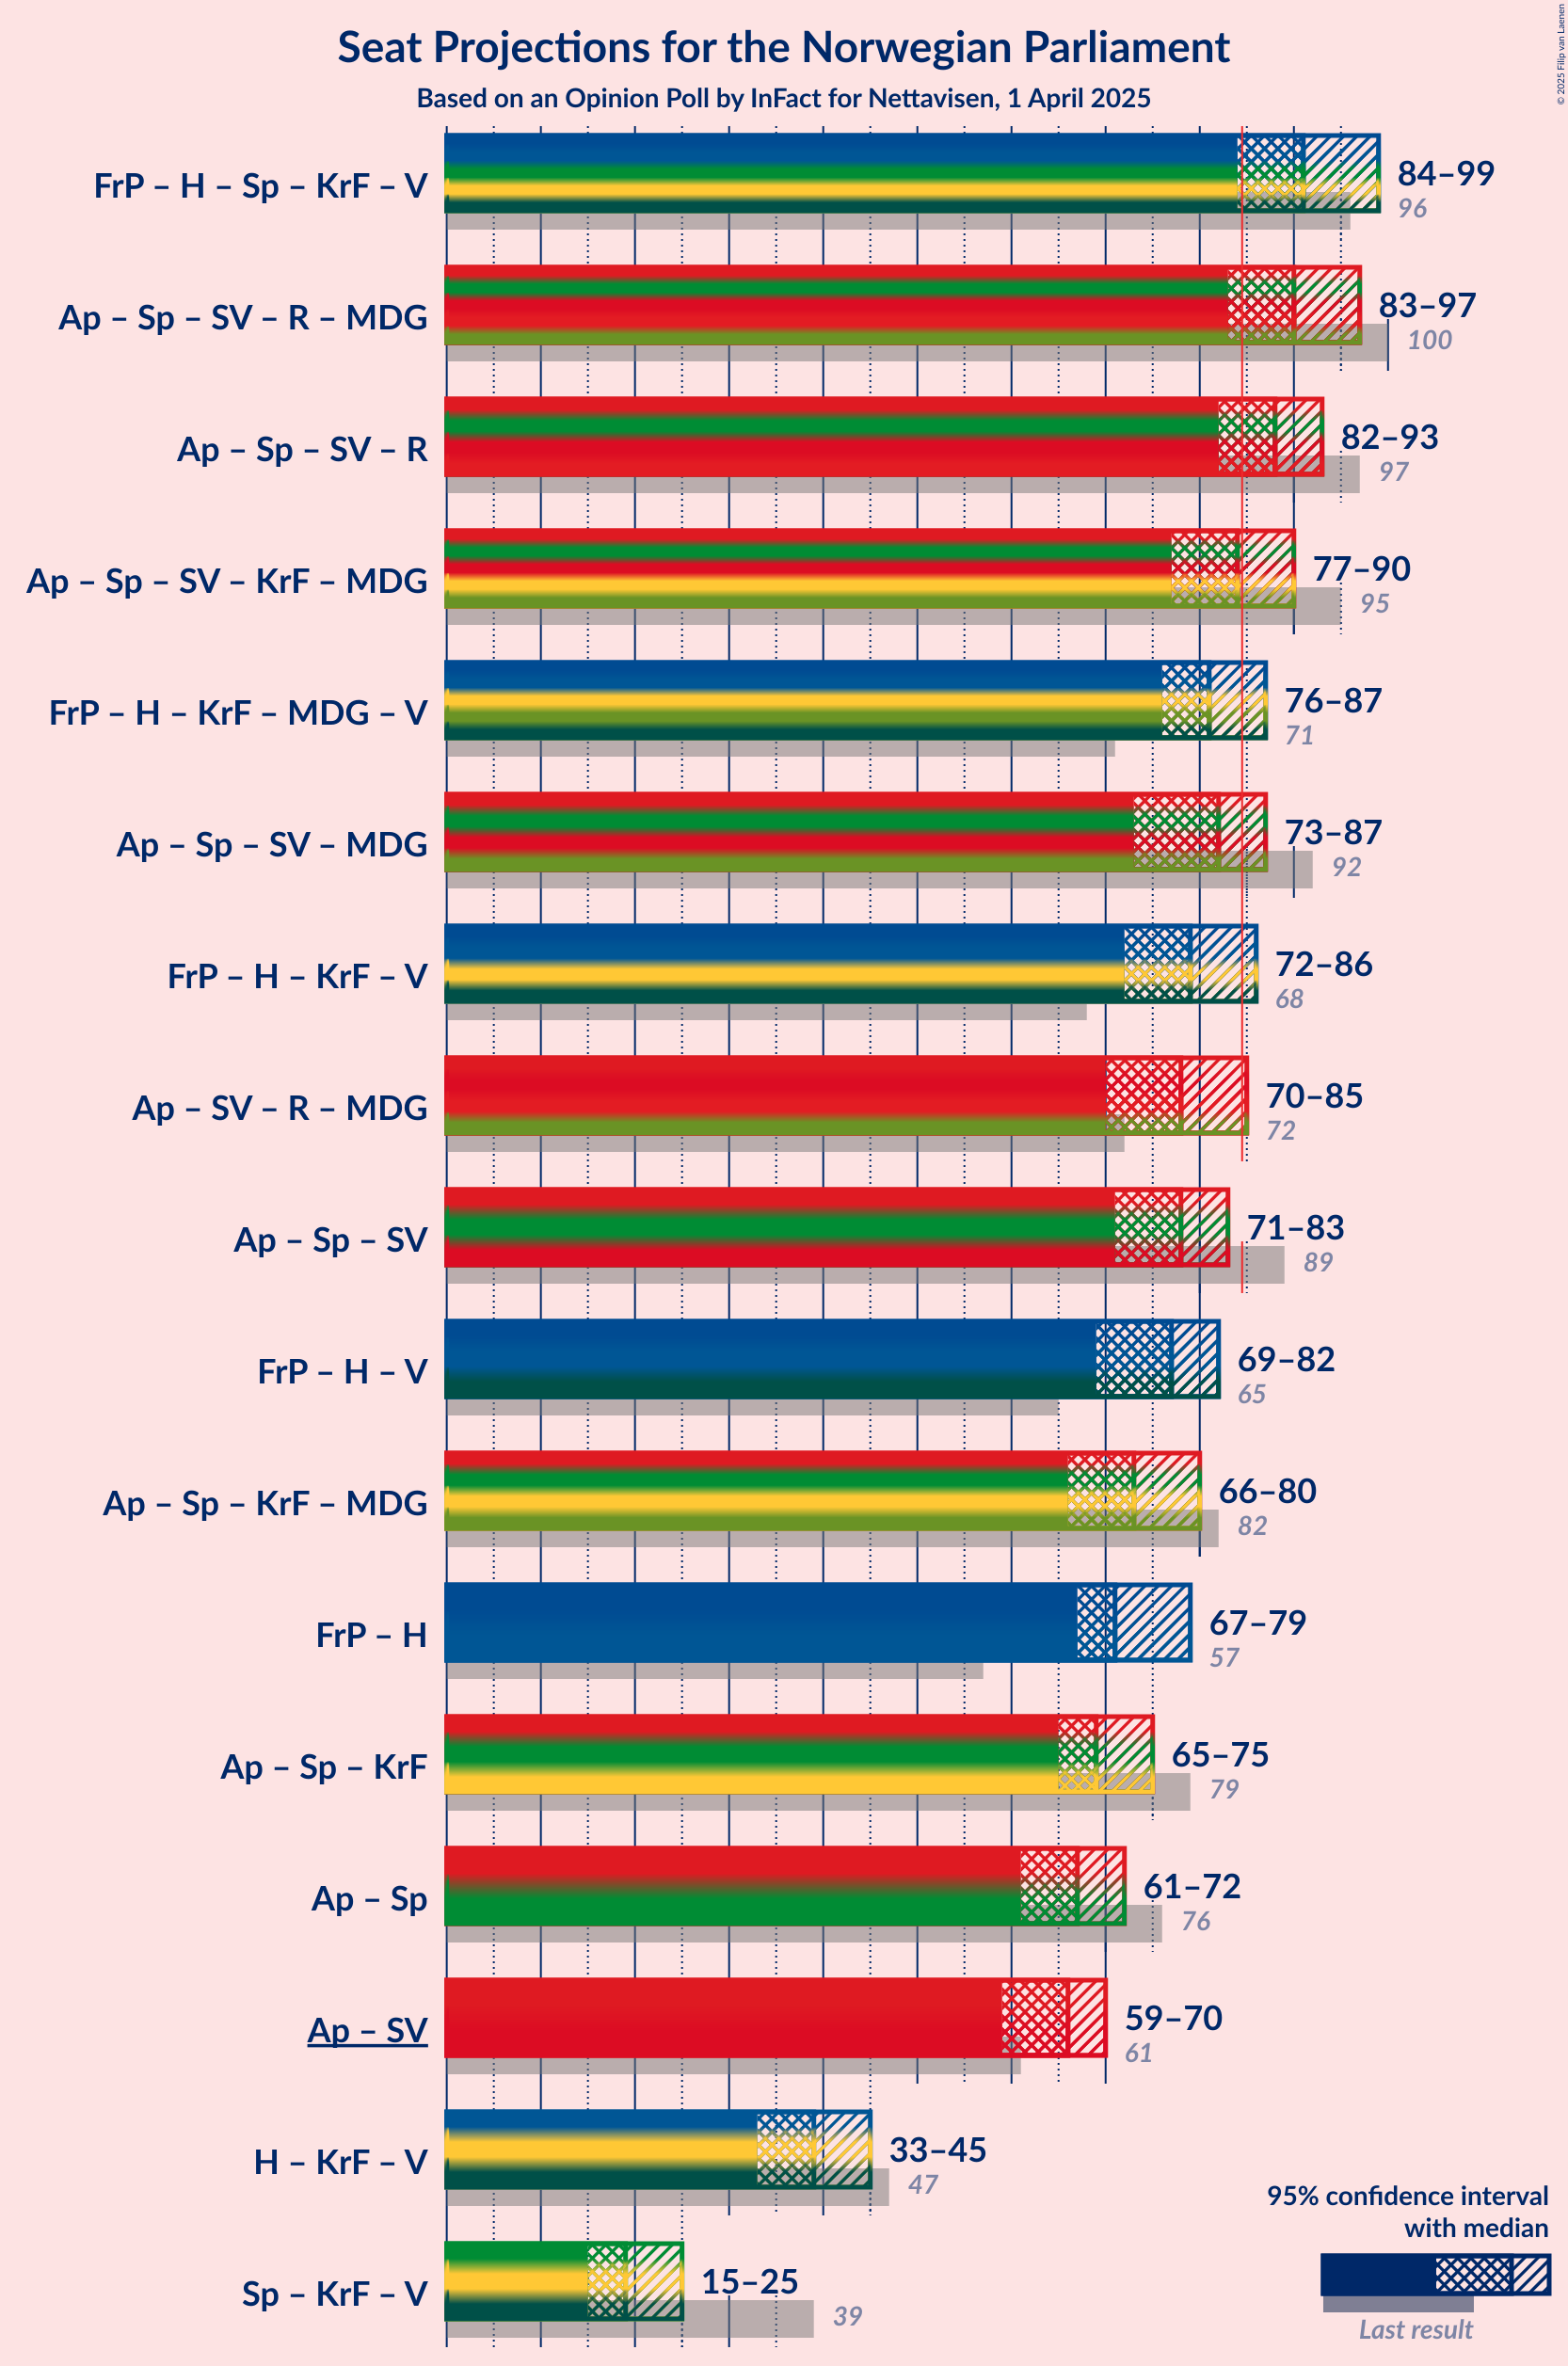 Seat Projections for the Norwegian Parliament
Based on an Opinion Poll by InFact for Nettavisen, 1 April 2025
© 2025 Filip van Laenen
FrP – H – Sp – KrF – V
84–99
96
Ap – Sp – SV – R – MDG
83–97
100
Ap – Sp – SV – R
82–93
97
Ap – Sp – SV – KrF – MDG
77–90
95
FrP – H – KrF – MDG – V
76–87
71
Ap – Sp – SV – MDG
73–87
92
FrP – H – KrF – V
72–86
68
Ap – SV – R – MDG
70–85
72
Ap – Sp – SV
71–83
89
FrP – H – V
69–82
65
Ap – Sp – KrF – MDG
66–80
82
FrP – H
67–79
57
Ap – Sp – KrF
65–75
79
Ap – Sp
61–72
76
Ap – SV
59–70
61
H – KrF – V
33–45
47
Sp – KrF – V
15–25
39
95% confidence interval
with median
Last result